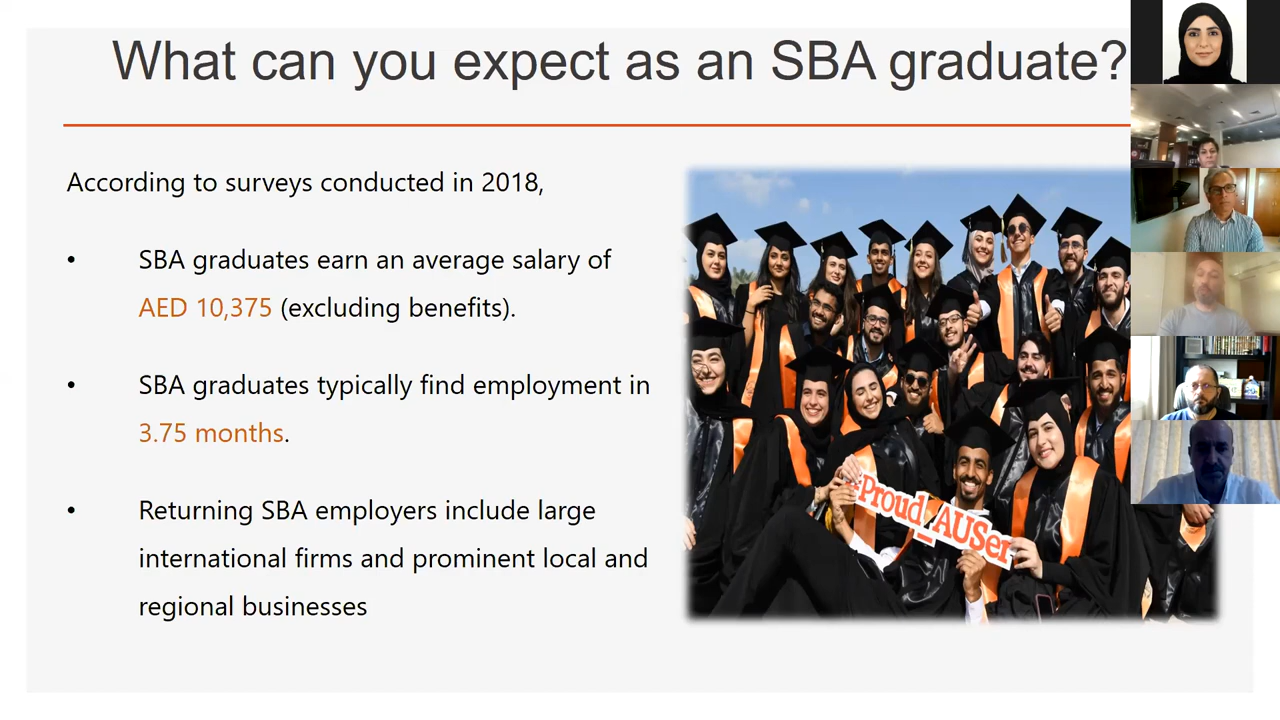 What can you expect as an SBA graduate?
According to surveys conducted in 2018,
• SBA graduates earn an average salary of
AED 10,375 (excluding benefits).
• SBA graduates typically find employment in
3.75 months.
• Returning SBA employers include large
international firms and prominent local and
regional businesses
#Proud_AUSer